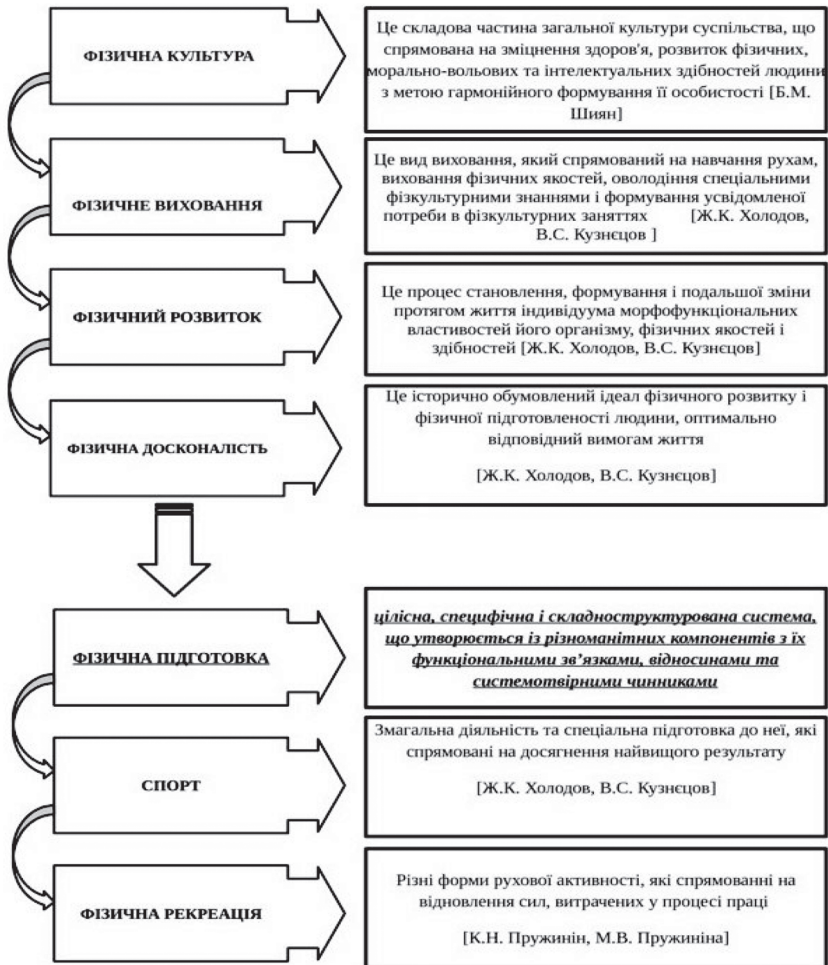 ФІЗИЧНА КУЛЬТУРА
Це складова частина загальної культури суспільства, що
спрямована на зміцнення здоров'я, розвиток фізичних,
морально-вольових та інтелектуальних здібностей людини
з метою гармонійного формування її особистості [Б.М.
Шиян]
ФІЗИЧНЕ ВИХОВАННЯ
Це вид виховання, який спрямований на навчання рухам,
виховання фізичних якостей, оволодіння спеціальними
фізкультурними знаннями і формування усвідомленої
потреби в фізкультурних заняттях [Ж.К. Холодов,
В.С. Кузнєцов ]
ФІЗИЧНИЙ РОЗВИТОК
Це процес становлення, формування і подальшої зміни
протягом життя індивідуума морфофункціональних
властивостей його організму, фізичних якостей і
здібностей [Ж.К. Холодов, В.С. Кузнєцов]
ФІЗИЧНА ДОСКОНАЛІСТЬ
Це історично обумовлений ідеал фізичного розвитку і
фізичної підготовленості людини, оптимально
відповідний вимогам життя
[Ж.К. Холодов, В.С. Кузнєцов]
ФІЗИЧНА ПІДГОТОВКА
цілісна, специфічна і складноструктурована система,
що утворюється із різноманітних компонентів з їх
функціональними зв’язками, відносинами та
системотвірними чинниками
СПОРТ
Змагальна діяльність та спеціальна підготовка до неї, які
спрямовані на досягнення найвищого результату
[Ж.К. Холодов, В.С. Кузнєцов]
ФІЗИЧНА РЕКРЕАЦІЯ
Різні форми рухової активності, які спрямованні на
відновлення сил, витрачених у процесі праці
[К.Н. Пружинін, М.В. Пружиніна]